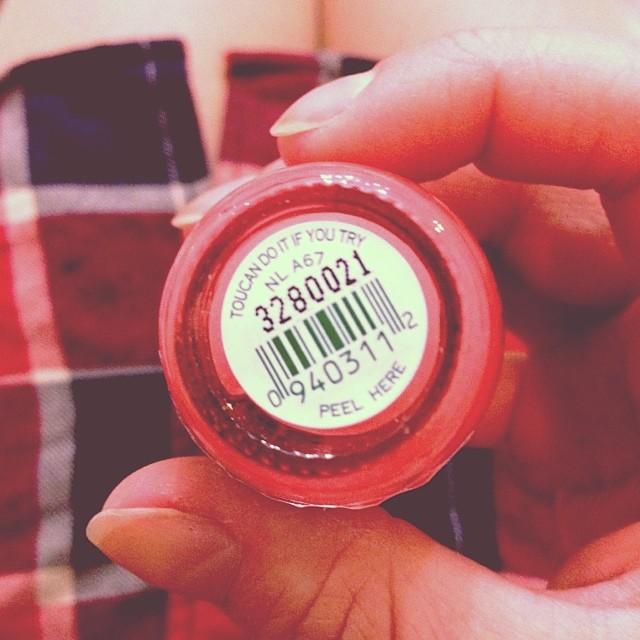 TOUCAN DO IT IF YOU TRY
NL A67
3280021
0 940311 2
PEEL HERE